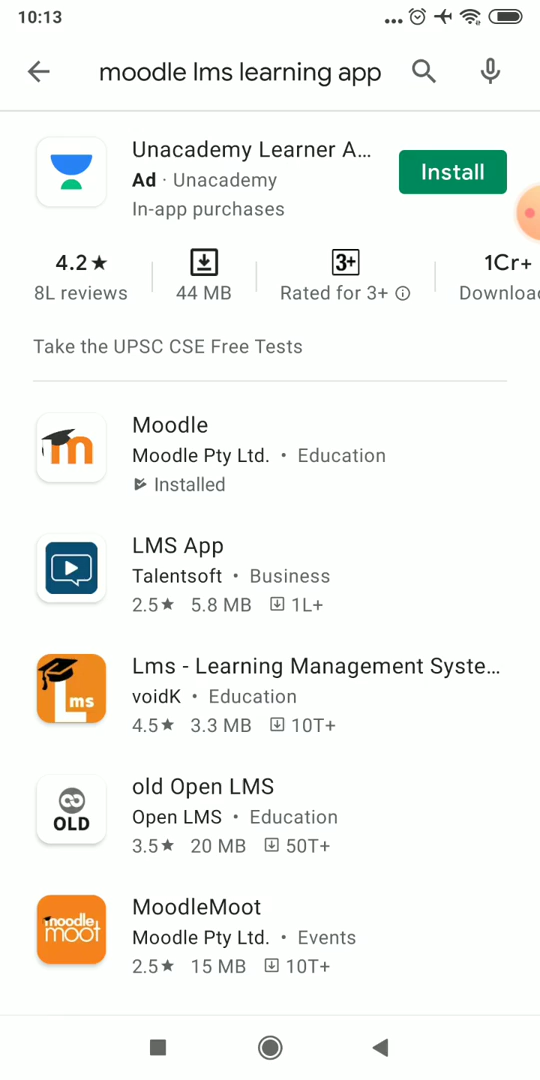 10:13
moodle lms learning app
Unacademy Learner A...
Ad · Unacademy
Install
In-app purchases
4.2★
8L reviews
44 MB
3+
Rated for 3+
1Cr+
Downloa
Take the UPSC CSE Free Tests
m
Moodle
Moodle Pty Ltd. • Education
Installed
LMS App
Talentsoft • Business
2.5★ 5.8 MB 1L+
Lms
Lms - Learning Management Syste...
voidK • Education
4.5★ 3.3 MB 10T+
OLD
old Open LMS
Open LMS • Education
3.5★ 20 MB 50T+
moodle
moot
MoodleMoot
Moodle Pty Ltd. • Events
2.5★ 15 MB 10T+